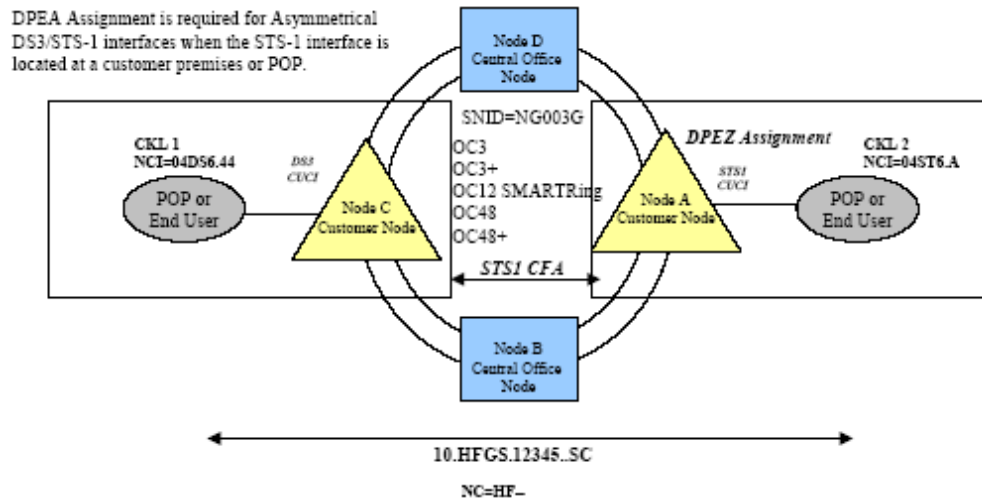 DPEA Assignment is required for Asymmetrical
DS3/STS-1 interfaces when the STS-1 interface is
located at a customer premises or POP.
Node D
Central Office
Node
SNID=NG003G
CKL 1
NCI=04DS6.44
POP or
End User
DS3
CUCI
Node C
Customer Node
OC3
OC3+
OC12 SMARTRing
OC48
OC48+
STS1 CFA
DPEZ Assignment
Node A
Customer Node
STS1
CUCI
CKL 2
NCI=04ST6.A
POP or
End User
Node B
Central Office
Node
10.HFGS.12345..SC
NC=HF--